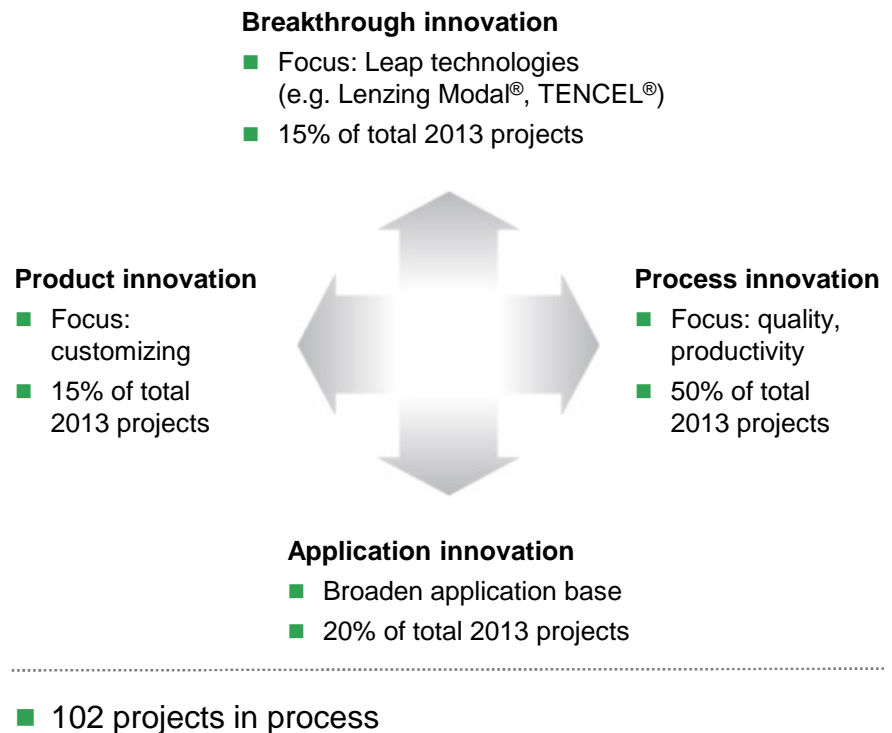 Breakthrough innovation
■ Focus: Leap technologies
(e.g. Lenzing Modal®, TENCEL®)
■ 15% of total 2013 projects
Product innovation
■ Focus:
customizing
■ 15% of total
2013 projects
Process innovation
■ Focus: quality,
productivity
■ 50% of total
2013 projects
Application innovation
■ Broaden application base
■ 20% of total 2013 projects
■ 102 projects in process